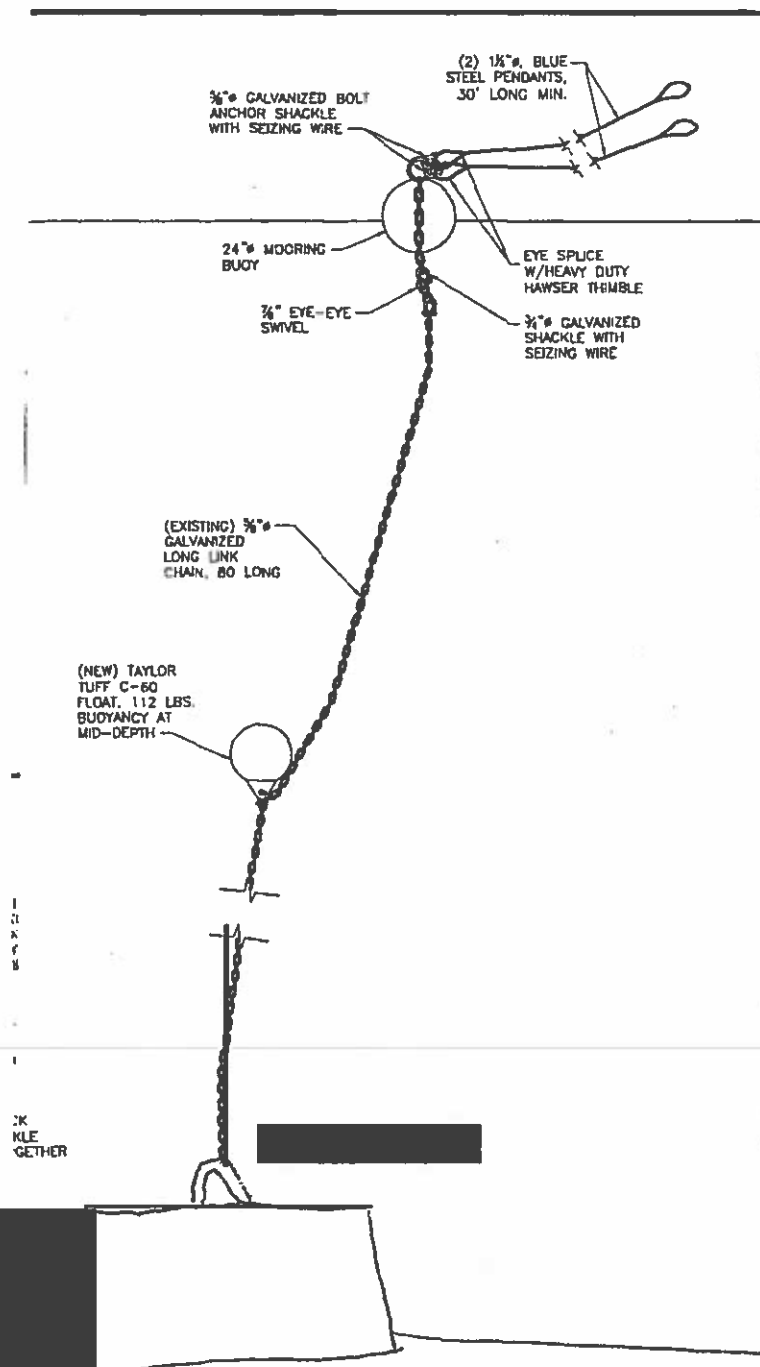 (2) 1¼"ø, BLUE
STEEL PENDANTS,
30' LONG MIN.
⅝"ø GALVANIZED BOLT
ANCHOR SHACKLE
WITH SEIZING WIRE
24"ø MOORING
BUOY
EYE SPLICE
W/HEAVY DUTY
HAWSER THIMBLE
⅞" EYE-EYE
SWIVEL
¾"ø GALVANIZED
SHACKLE WITH
SEIZING WIRE
(EXISTING) ⅝"ø
GALVANIZED
LONG LINK
CHAIN, 80 LONG
(NEW) TAYLOR
TUFF C-60
FLOAT. 112 LBS.
BUOYANCY AT
MID-DEPTH
KLE
GETHER